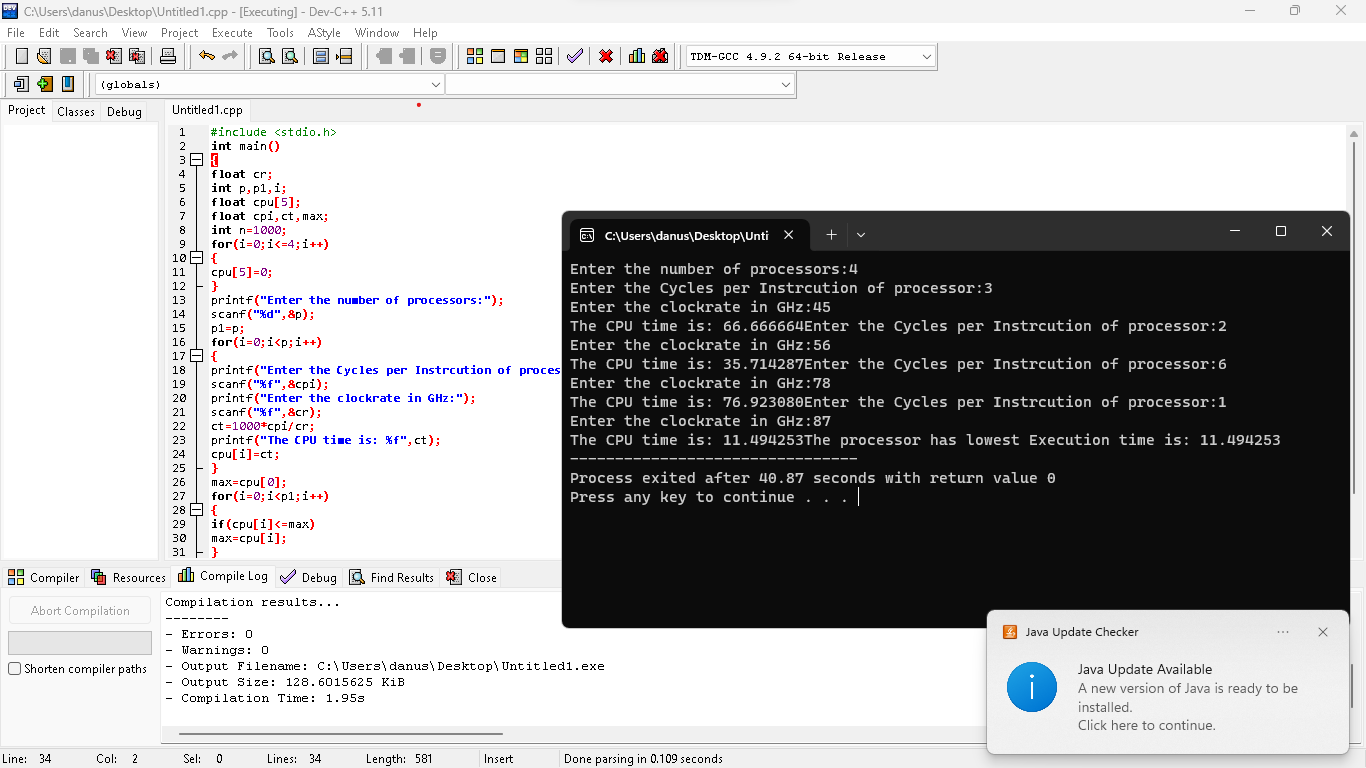 C:\Users\danus\Desktop\Untitled1.cpp - [Executing] - Dev-C++ 5.11
File Edit Search View Project Execute Tools AStyle Window Help
TDM-GCC 4.9.2 64-bit Release
(globals)
Project Classes Debug
Untitled1.cpp
1 #include <stdio.h>
2 int main()
3 {
4 float cr;
5 int p,p1,i;
6 float cpu[5];
7 float cpi,ct,max;
8 int n=1000;
9 for(i=0;i<=4;i++)
10 {
11 cpu[5]=0;
12 }
13 printf("Enter the number of processors:");
14 scanf("%d",&p);
15 p1=p;
16 for(i=0;i<p;i++)
17 {
18 printf("Enter the Cycles per Instrcution of proces
19 scanf("%f",&cpi);
20 printf("Enter the clockrate in GHz:");
21 scanf("%f",&cr);
22 ct=1000*cpi/cr;
23 printf("The CPU time is: %f",ct);
24 cpu[i]=ct;
25 }
26 max=cpu[0];
27 for(i=0;i<p1;i++)
28 {
29 if(cpu[i]<=max)
30 max=cpu[i];
31 }
C:\Users\danus\Desktop\Unti
Enter the number of processors:4
Enter the Cycles per Instrcution of processor:3
Enter the clockrate in GHz:45
The CPU time is: 66.666664Enter the Cycles per Instrcution of processor:2
Enter the clockrate in GHz:56
The CPU time is: 35.714287Enter the Cycles per Instrcution of processor:6
Enter the clockrate in GHz:78
The CPU time is: 76.923080Enter the Cycles per Instrcution of processor:1
Enter the clockrate in GHz:87
The CPU time is: 11.494253The processor has lowest Execution time is: 11.494253
--------------------------------
Process exited after 40.87 seconds with return value 0
Press any key to continue . . .
Compiler Resources Compile Log Debug Find Results Close
Abort Compilation
Shorten compiler paths
Compilation results...
--------
- Errors: 0
- Warnings: 0
- Output Filename: C:\Users\danus\Desktop\Untitled1.exe
- Output Size: 128.6015625 KiB
- Compilation Time: 1.95s
Java Update Checker
Java Update Available
A new version of Java is ready to be
installed.
Click here to continue.
Line: 34 Col: 2 Sel: 0 Lines: 34 Length: 581 Insert Done parsing in 0.109 seconds